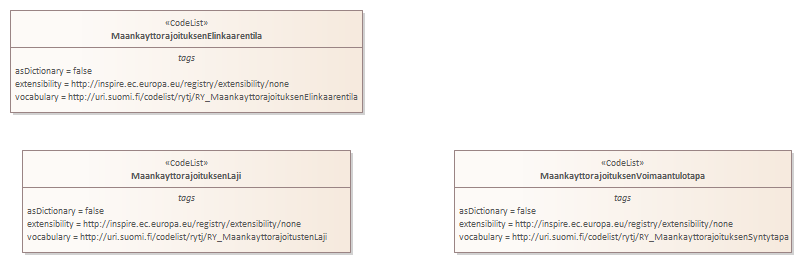 «CodeList»
MaankayttorajoituksenElinkaarentila
tags
asDictionary = false
extensibility = http://inspire.ec.europa.eu/registry/extensibility/none
vocabulary = http://uri.suomi.fi/codelist/rytj/RY_MaankayttorajoituksenElinkaarentila
«CodeList»
MaankayttorajoituksenLaji
tags
asDictionary = false
extensibility = http://inspire.ec.europa.eu/registry/extensibility/none
vocabulary = http://uri.suomi.fi/codelist/rytj/RY_MaankayttorajoitustenLaji
«CodeList»
MaankayttorajoituksenVoimaantulotapa
tags
asDictionary = false
extensibility = http://inspire.ec.europa.eu/registry/extensibility/none
vocabulary = http://uri.suomi.fi/codelist/rytj/RY_MaankayttorajoituksenSyntytapa